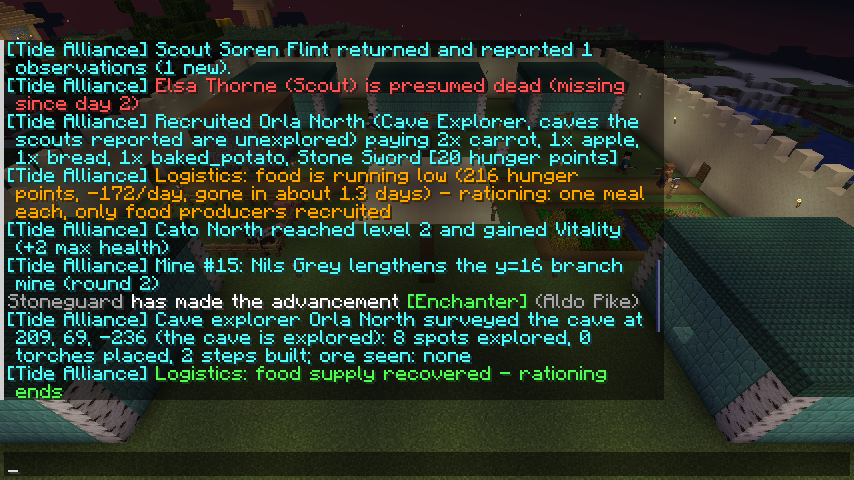 [Tide Alliance] Scout Soren Flint returned and reported 1
observations (1 new).
[Tide Alliance] Elsa Thorne (Scout) is presumed dead (missing
since day 2)
[Tide Alliance] Recruited Orla North (Cave Explorer, caves the
scouts reported are unexplored) paying 2x carrot, 1x apple,
1x bread, 1x baked_potato, Stone Sword [20 hunger points]
[Tide Alliance] Logistics: food is running low (216 hunger
points, -172/day, gone in about 1.3 days) - rationing: one meal
each, only food producers recruited
[Tide Alliance] Cato North reached level 2 and gained Vitality
(+2 max health)
[Tide Alliance] Mine #15: Nils Grey lengthens the y=16 branch
mine (round 2)
Stoneguard has made the advancement [Enchanter] (Aldo Pike)
[Tide Alliance] Cave explorer Orla North surveyed the cave at
209, 69, -236 (the cave is explored): 8 spots explored, 0
torches placed, 2 steps built; ore seen: none
[Tide Alliance] Logistics: food supply recovered - rationing
ends
_